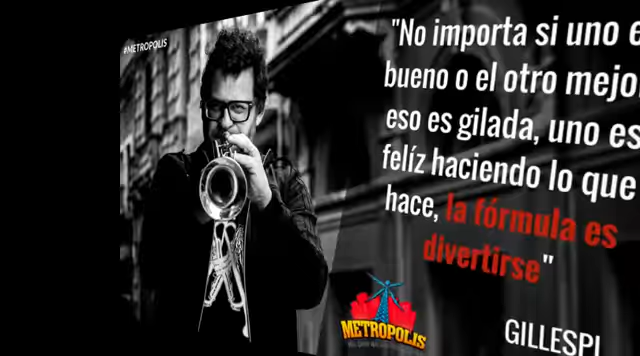 #METROPOLIS
"No importa si uno e
bueno o el otro mejo
eso es gilada, uno es
felíz haciendo lo que
hace, la fórmula es
divertirse"
METROPOLIS
GILLESPI